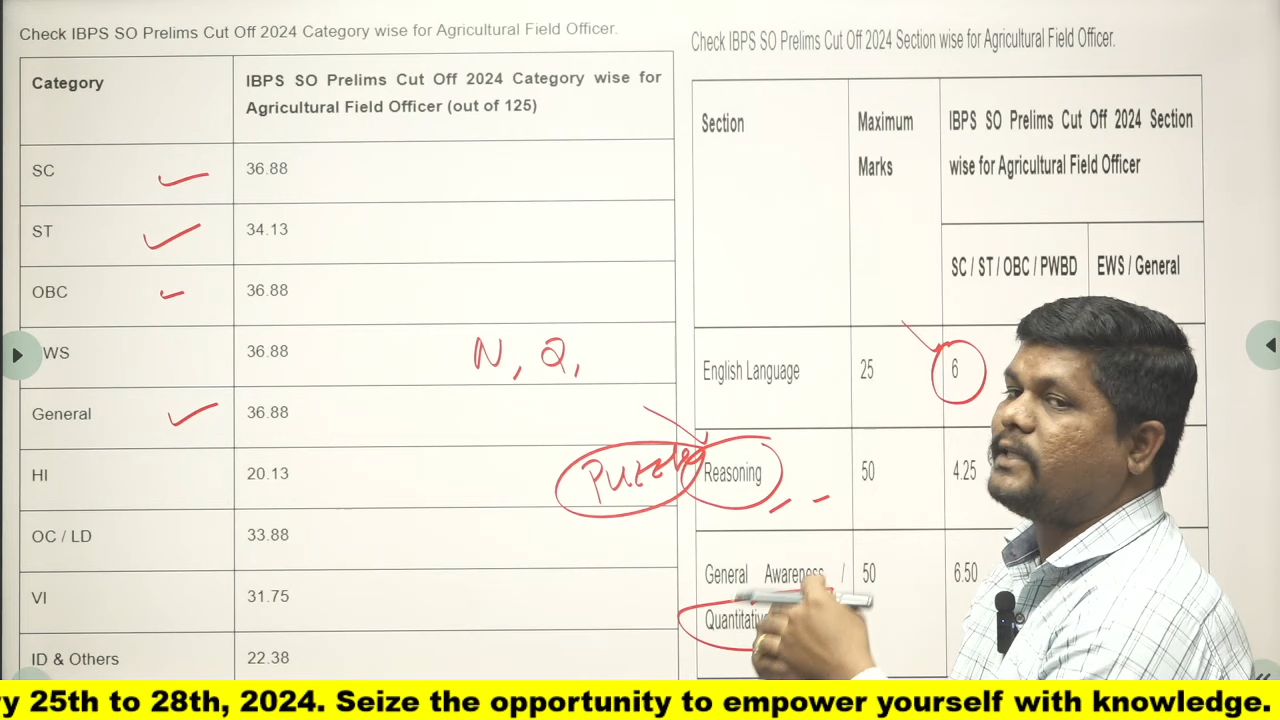 Check IBPS SO Prelims Cut Off 2024 Category wise for Agricultural Field Officer.
Category
IBPS SO Prelims Cut Off 2024 Category wise for
Agricultural Field Officer (out of 125)
SC 36.88
ST 34.13
OBC 36.88
WS 36.88
N, Q,
General 36.88
HI 20.13
OC / LD 33.88
VI 31.75
ID & Others 22.38
Check IBPS SO Prelims Cut Off 2024 Section wise for Agricultural Field Officer.
Section
Maximum
Marks
IBPS SO Prelims Cut Off 2024 Section
wise for Agricultural Field Officer
SC / ST / OBC / PWBD
EWS / General
English Language 25 6
Reasoning 50 4.25
General Awareness / 50 6.50
y 25th to 28th, 2024. Seize the opportunity to empower yourself with knowledge.